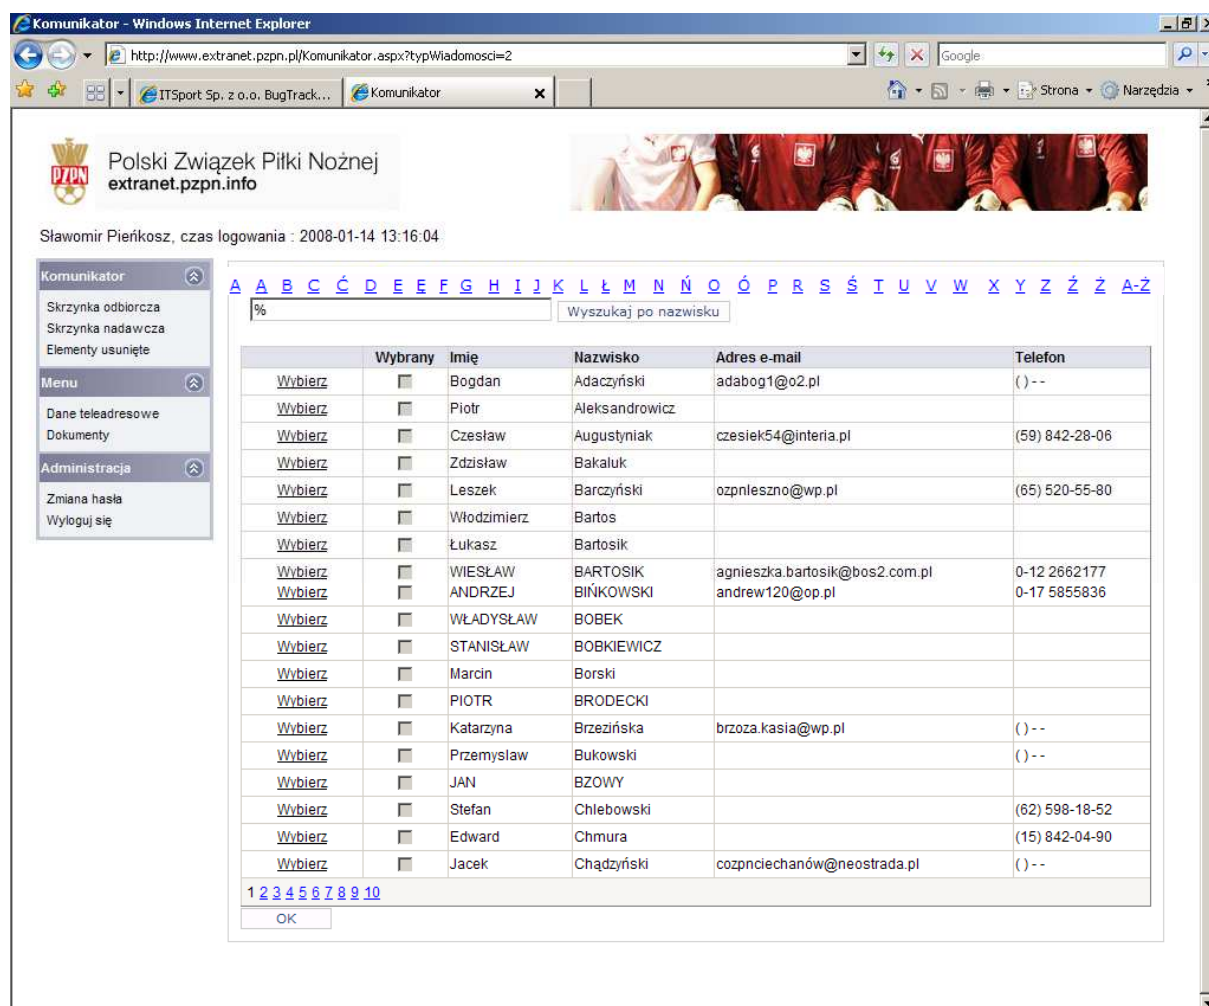 Komunikator - Windows Internet Explorer
http://www.extranet.pzpn.pl/Komunikator.aspx?typWiadomosci=2
Google
ITSport Sp. z o.o. BugTrack... Komunikator
Strona Narzędzia
PZPN
Polski Związek Piłki Nożnej
extranet.pzpn.info
Sławomir Pieńkosz, czas logowania : 2008-01-14 13:16:04
Komunikator
Skrzynka odbiorcza
Skrzynka nadawcza
Elementy usunięte
Menu
Dane teleadresowe
Dokumenty
Administracja
Zmiana hasła
Wyloguj się
A A B C Ć D E Ę F G H I J K L Ł M N Ń O Ó P R S Ś T U V W X Y Z Ź Ż A-Ż
% Wyszukaj po nazwisku
Wybrany Imię Nazwisko Adres e-mail Telefon
Wybierz Bogdan Adaczyński adabog1@o2.pl ( ) - -
Wybierz Piotr Aleksandrowicz
Wybierz Czesław Augustyniak czesiek54@interia.pl (59) 842-28-06
Wybierz Zdzisław Bakaluk
Wybierz Leszek Barczyński ozpnleszno@wp.pl (65) 520-55-80
Wybierz Włodzimierz Bartos
Wybierz Łukasz Bartosik
Wybierz WIESŁAW BARTOSIK agnieszka.bartosik@bos2.com.pl 0-12 2662177
Wybierz ANDRZEJ BIŃKOWSKI andrew120@op.pl 0-17 5855836
Wybierz WŁADYSŁAW BOBEK
Wybierz STANISŁAW BOBKIEWICZ
Wybierz Marcin Borski
Wybierz PIOTR BRODECKI
Wybierz Katarzyna Brzezińska brzoza.kasia@wp.pl ( ) - -
Wybierz Przemyslaw Bukowski ( ) - -
Wybierz JAN BZOWY
Wybierz Stefan Chlebowski (62) 598-18-52
Wybierz Edward Chmura (15) 842-04-90
Wybierz Jacek Chądzyński cozpnciechanów@neostrada.pl ( ) - -
1 2 3 4 5 6 7 8 9 10
OK